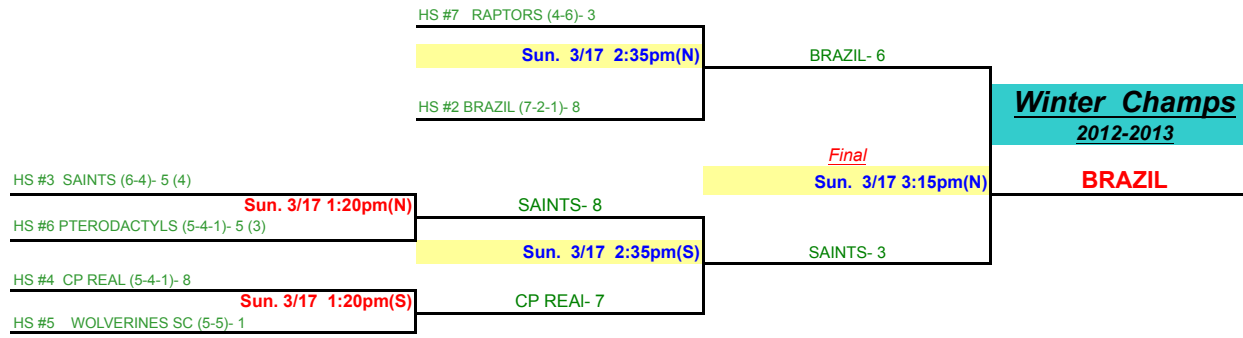 HS #7 RAPTORS (4-6)- 3
Sun. 3/17 2:35pm(N)
BRAZIL- 6
HS #2 BRAZIL (7-2-1)- 8
Winter Champs
2012-2013
Final
HS #3 SAINTS (6-4)- 5 (4)
Sun. 3/17 3:15pm(N)
BRAZIL
Sun. 3/17 1:20pm(N)
SAINTS- 8
HS #6 PTERODACTYLS (5-4-1)- 5 (3)
Sun. 3/17 2:35pm(S)
SAINTS- 3
HS #4 CP REAL (5-4-1)- 8
Sun. 3/17 1:20pm(S)
CP REAl- 7
HS #5 WOLVERINES SC (5-5)- 1